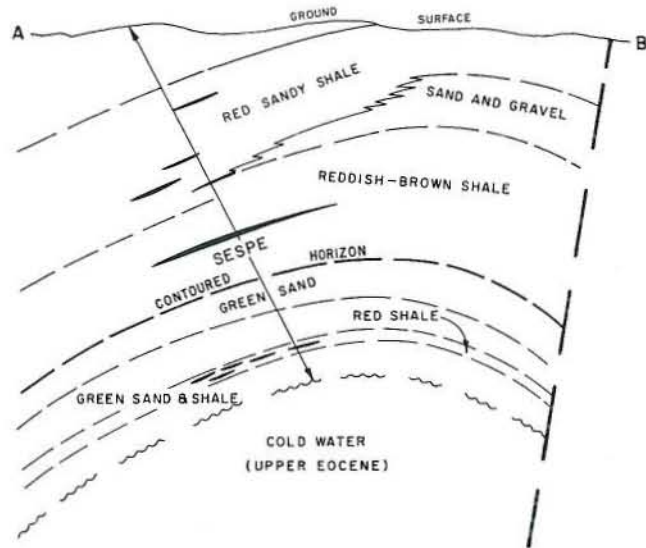 GROUND
SURFACE
A
B
RED SANDY SHALE
SAND AND GRAVEL
REDDISH-BROWN SHALE
SESPE
CONTOURED HORIZON
GREEN SAND
RED SHALE
GREEN SAND & SHALE
COLD WATER
(UPPER EOCENE)